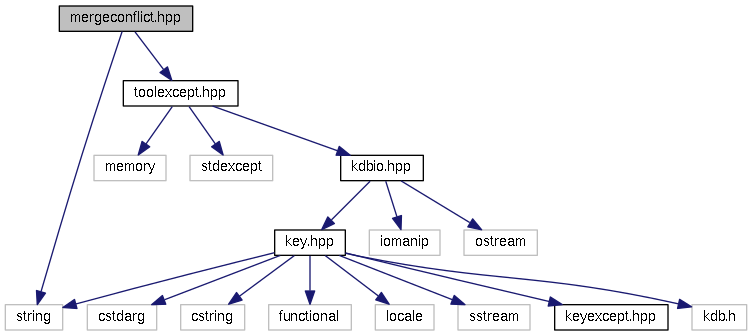 mergeconflict.hpp
toolexcept.hpp
memory
stdexcept
kdbio.hpp
key.hpp
iomanip
ostream
string
cstdarg
cstring
functional
locale
sstream
keyexcept.hpp
kdb.h